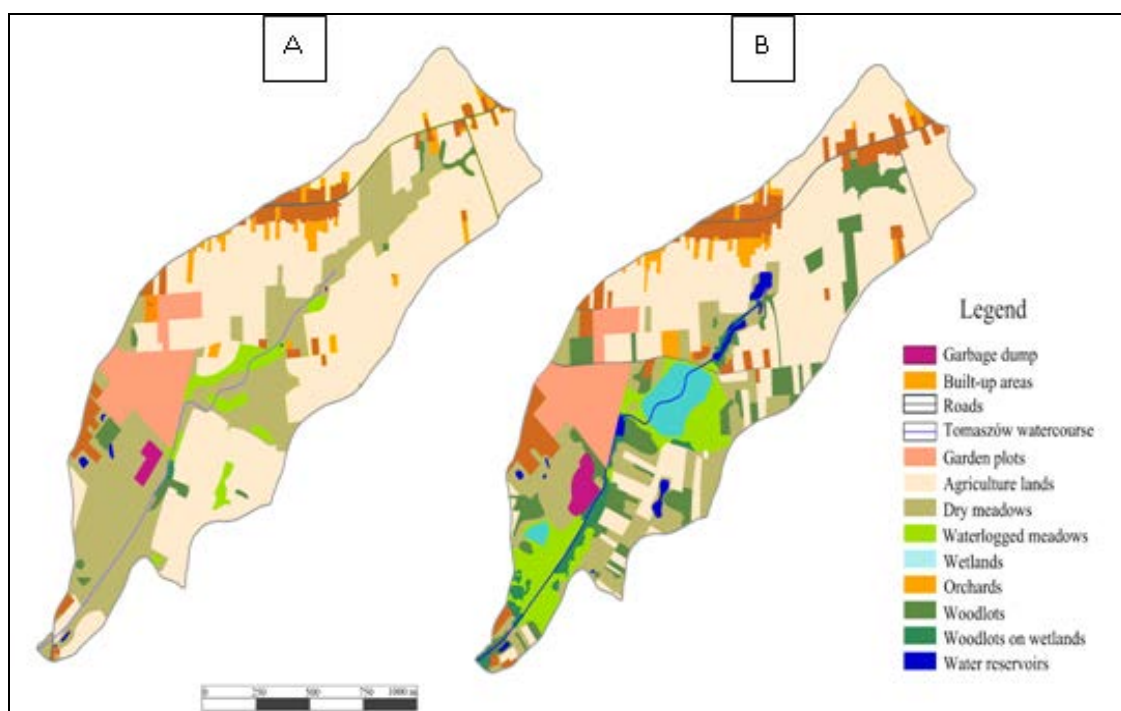 A
B
Legend
Garbage dump
Built-up areas
Roads
Tomaszów watercourse
Garden plots
Agriculture lands
Dry meadows
Waterlogged meadows
Wetlands
Orchards
Woodlots
Woodlots on wetlands
Water reservoirs
0 250 500 750 1000 m